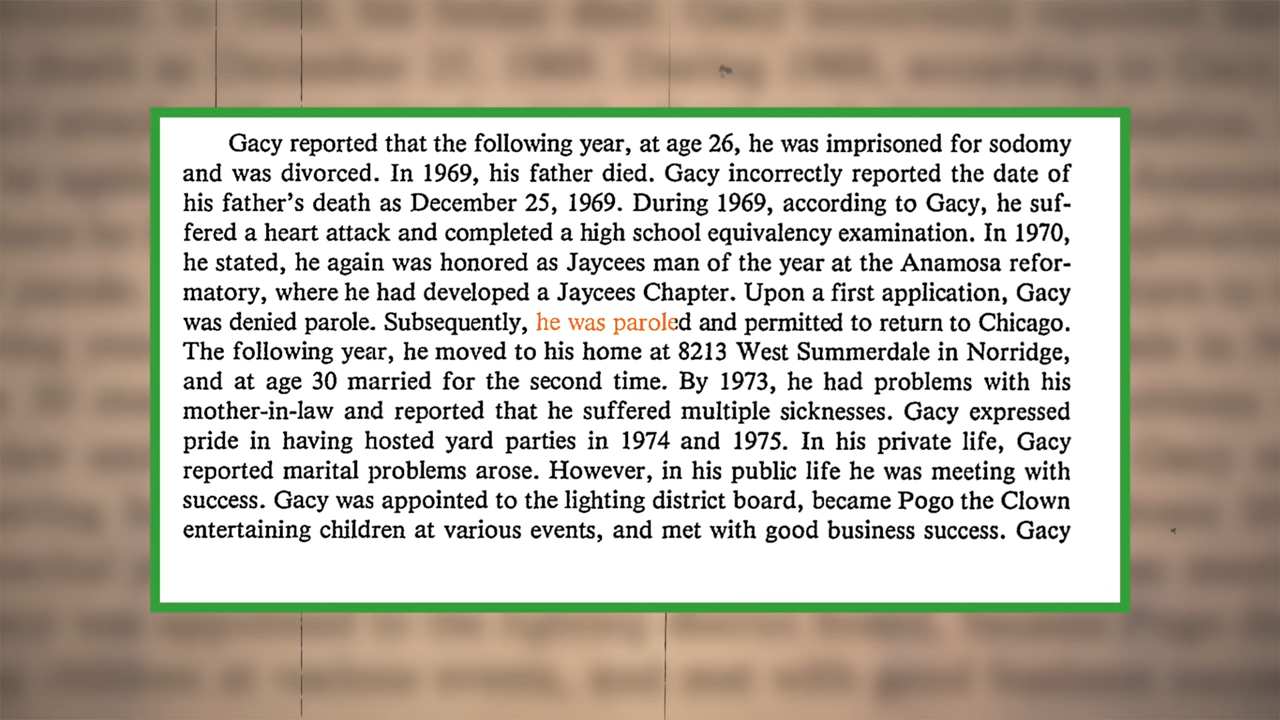 Gacy reported that the following year, at age 26, he was imprisoned for sodomy
and was divorced. In 1969, his father died. Gacy incorrectly reported the date of
his father's death as December 25, 1969. During 1969, according to Gacy, he suf-
fered a heart attack and completed a high school equivalency examination. In 1970,
he stated, he again was honored as Jaycees man of the year at the Anamosa refor-
matory, where he had developed a Jaycees Chapter. Upon a first application, Gacy
was denied parole. Subsequently, he was paroled and permitted to return to Chicago.
The following year, he moved to his home at 8213 West Summerdale in Norridge,
and at age 30 married for the second time. By 1973, he had problems with his
mother-in-law and reported that he suffered multiple sicknesses. Gacy expressed
pride in having hosted yard parties in 1974 and 1975. In his private life, Gacy
reported marital problems arose. However, in his public life he was meeting with
success. Gacy was appointed to the lighting district board, became Pogo the Clown
entertaining children at various events, and met with good business success. Gacy